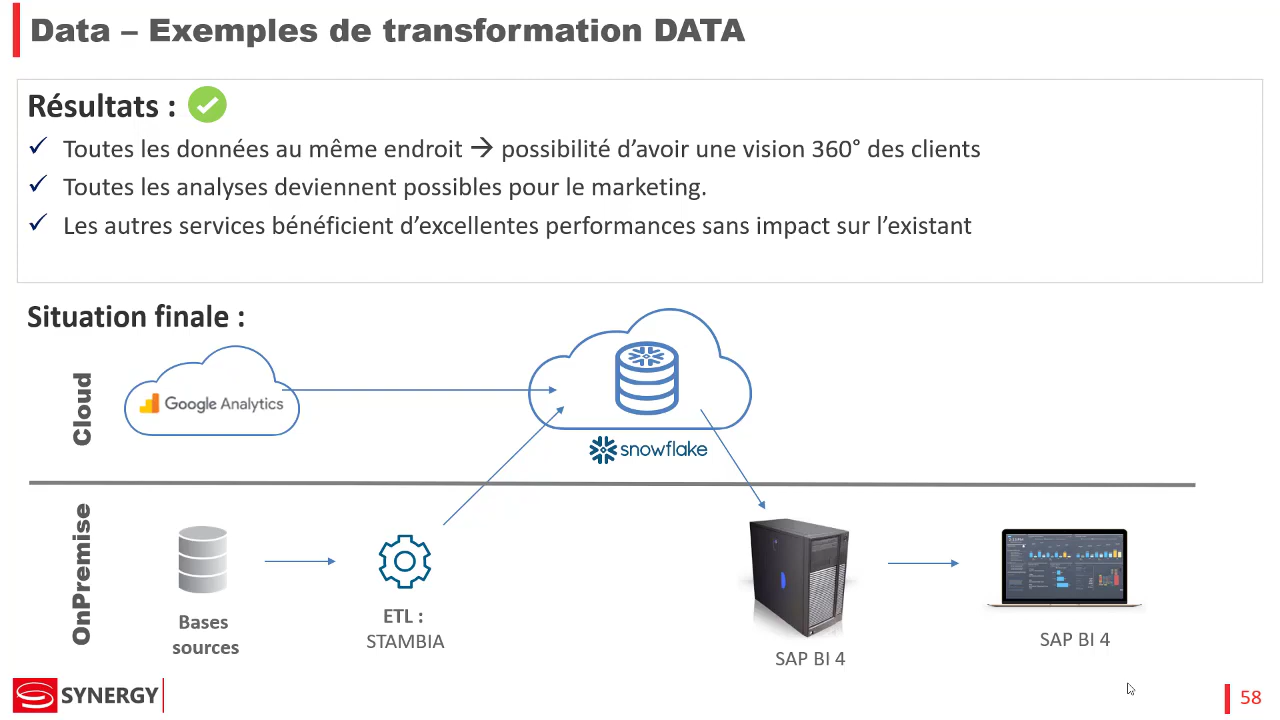 Data – Exemples de transformation DATA
Résultats :
✓ Toutes les données au même endroit → possibilité d’avoir une vision 360° des clients
✓ Toutes les analyses deviennent possibles pour le marketing.
✓ Les autres services bénéficient d’excellentes performances sans impact sur l’existant
Situation finale :
Cloud
Google Analytics
snowflake
OnPremise
Bases
sources
ETL :
STAMBIA
SAP BI 4
SAP BI 4
SYNERGY
58